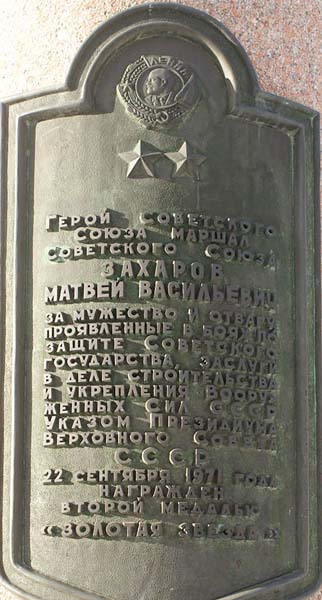 ЛЕНИН
ГЕРОЙ СОВЕТСКОГО
СОЮЗА МАРШАЛ
СОВЕТСКОГО СОЮЗА
ЗАХАРОВ
МАТВЕЙ ВАСИЛЬЕВИЧ
ЗА МУЖЕСТВО И ОТВАГУ
ПРОЯВЛЕННЫЕ В БОЯХ ПО
ЗАЩИТЕ СОВЕТСКОГО
ГОСУДАРСТВА, ЗАСЛУГИ
В ДЕЛЕ СТРОИТЕЛЬСТВА
И УКРЕПЛЕНИЯ ВООРУ
ЖЕННЫХ СИЛ СССР
УКАЗОМ ПРЕЗИДИУМА
ВЕРХОВНОГО СОВЕТА
СССР
22 СЕНТЯБРЯ 1971 ГОДА
НАГРАЖДЕН
ВТОРОЙ МЕДАЛЬЮ
«ЗОЛОТАЯ ЗВЕЗДА»